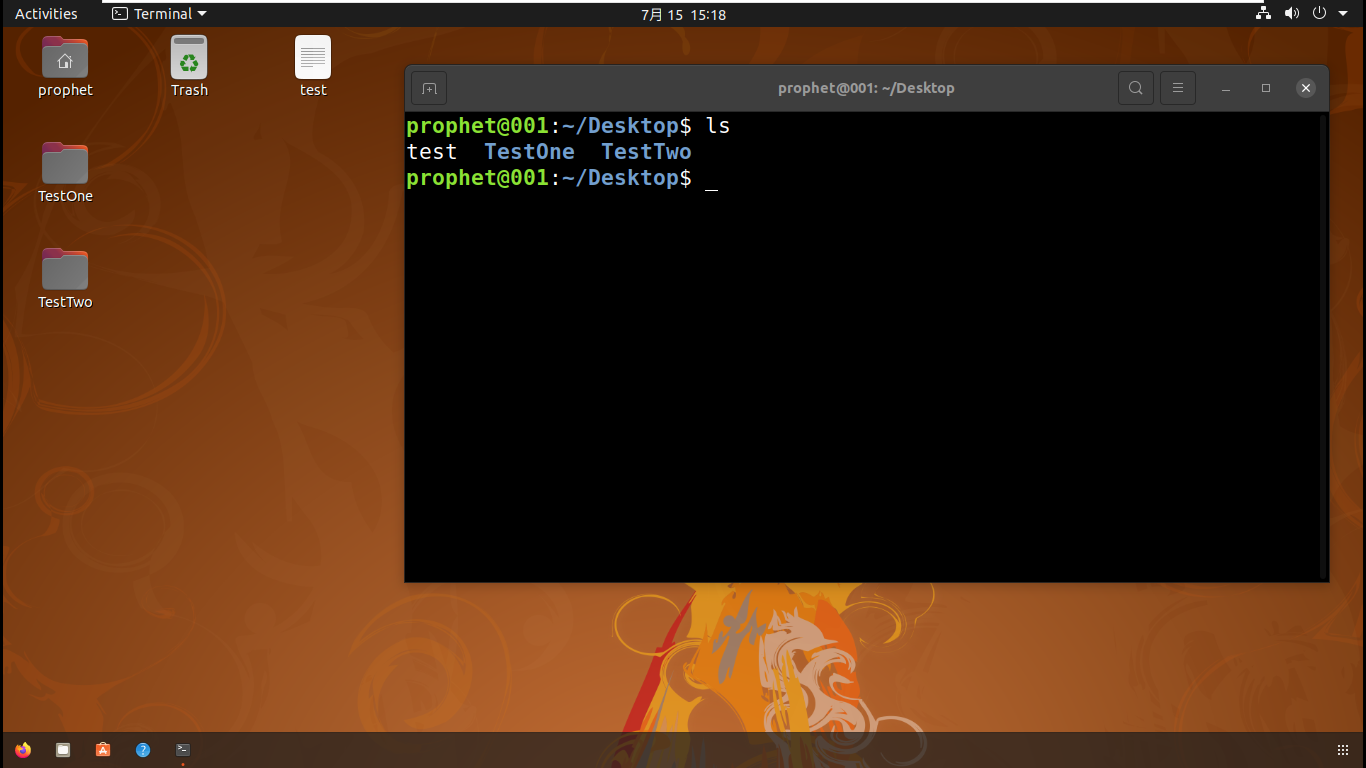 Activities
Terminal
7月 15 15:18
prophet
Trash
test
TestOne
TestTwo
prophet@001: ~/Desktop
prophet@001:~/Desktop$ ls
test TestOne TestTwo
prophet@001:~/Desktop$ _